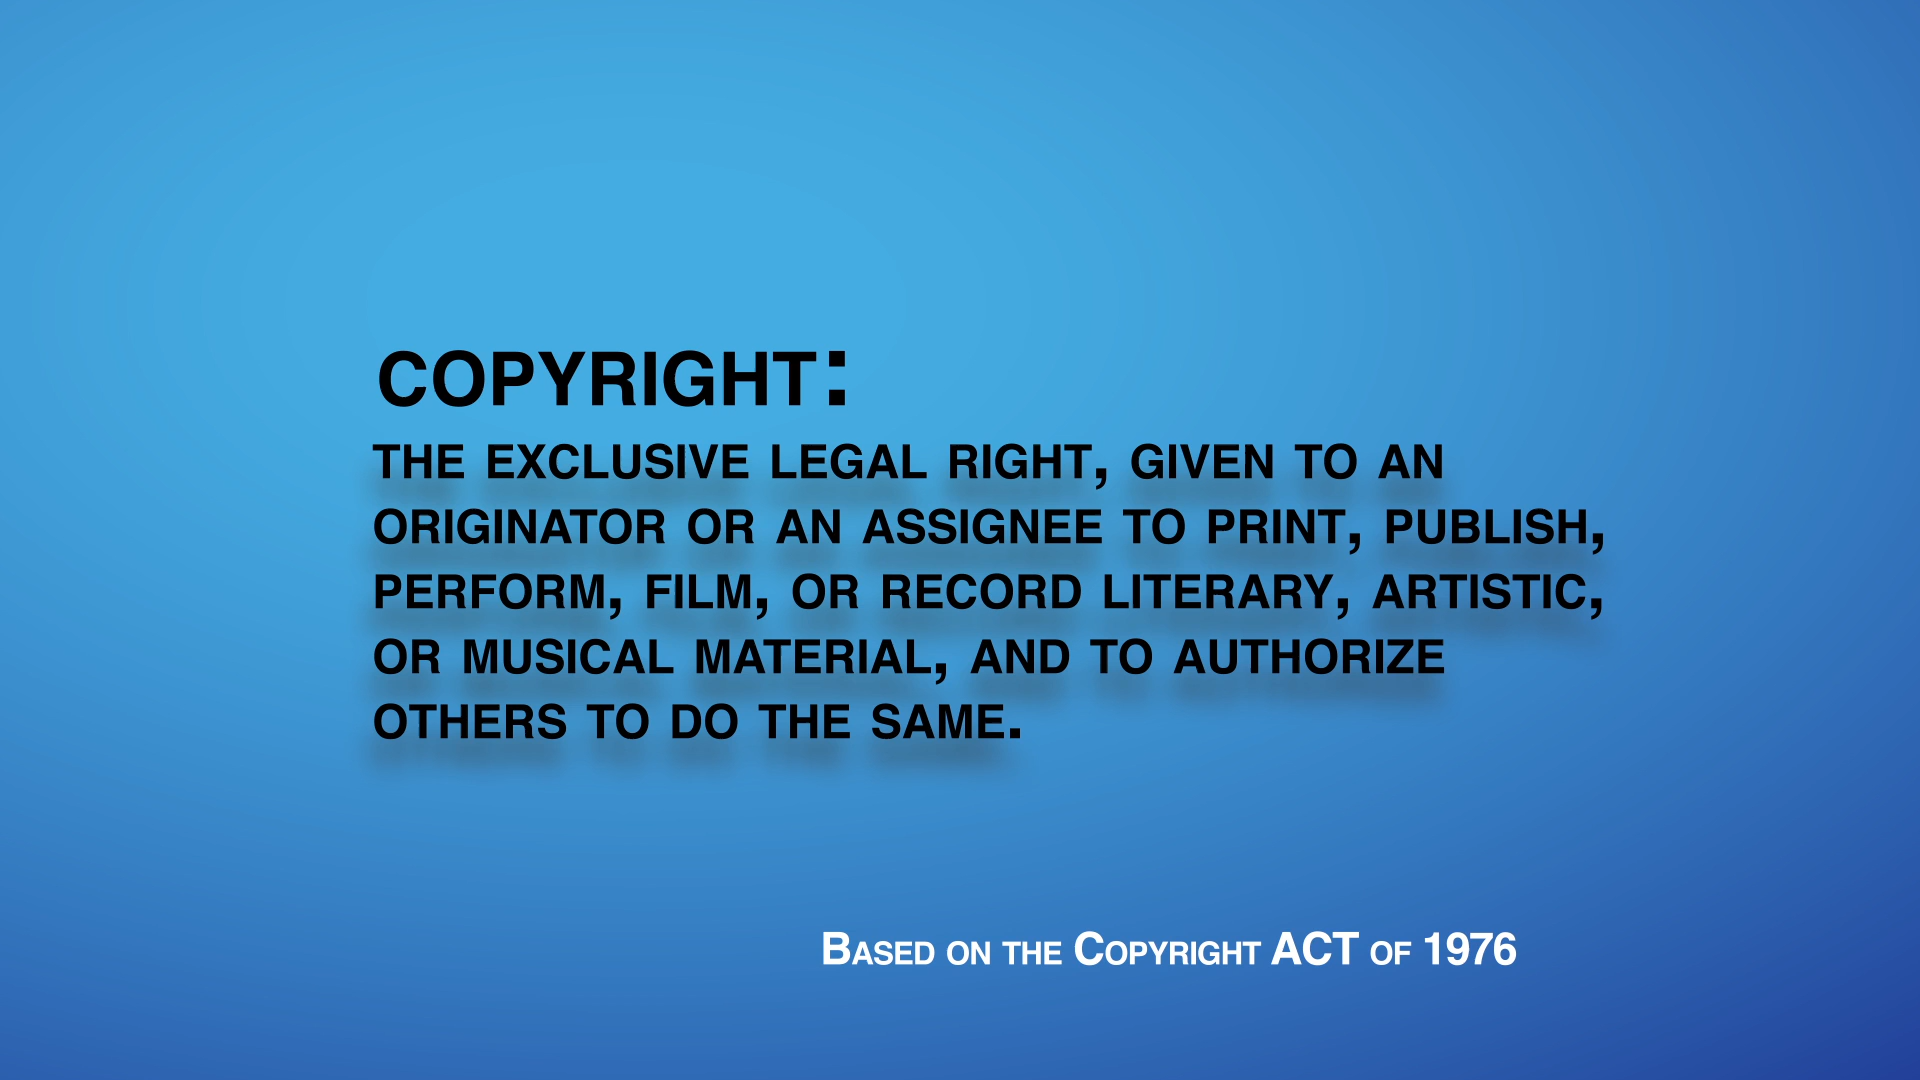 COPYRIGHT:
THE EXCLUSIVE LEGAL RIGHT, GIVEN TO AN
ORIGINATOR OR AN ASSIGNEE TO PRINT, PUBLISH,
PERFORM, FILM, OR RECORD LITERARY, ARTISTIC,
OR MUSICAL MATERIAL, AND TO AUTHORIZE
OTHERS TO DO THE SAME.
Based on the Copyright ACT of 1976